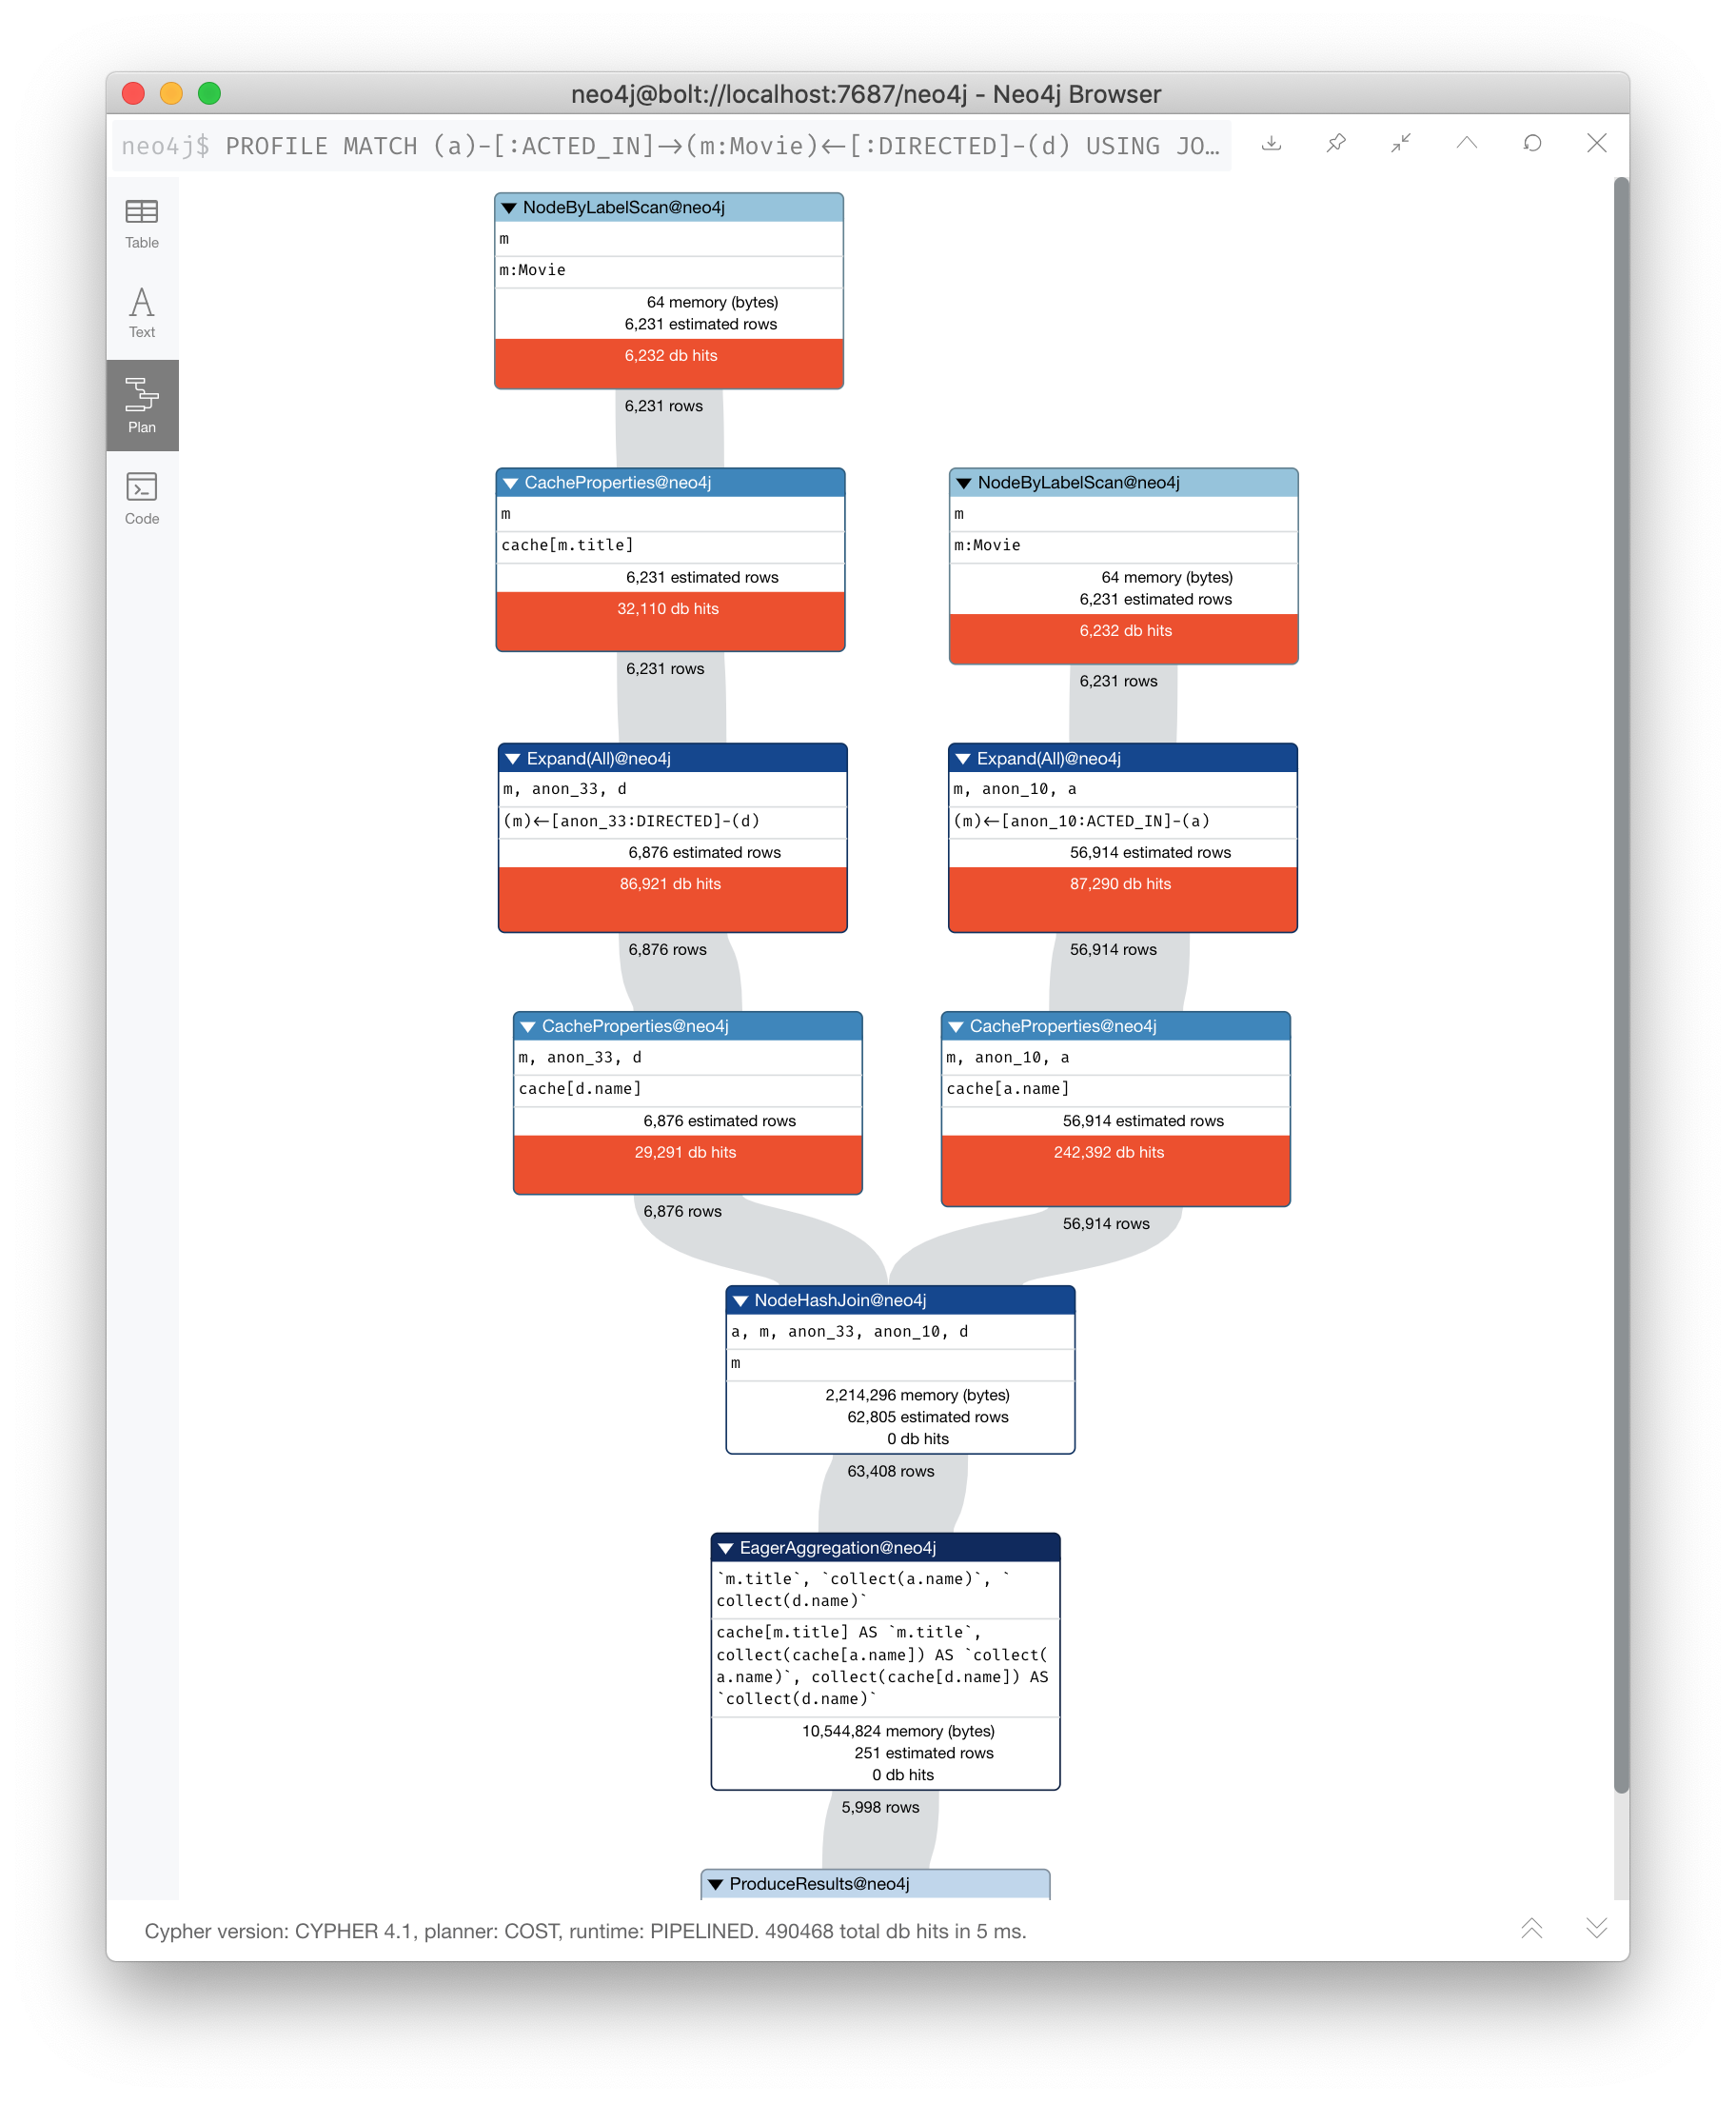 neo4j@bolt://localhost:7687/neo4j - Neo4j Browser
neo4j$ PROFILE MATCH (a)-[:ACTED_IN]→(m:Movie)←[:DIRECTED]-(d) USING JO…
Table
Text
Plan
Code
NodeByLabelScan@neo4j
m
m:Movie
64 memory (bytes)
6,231 estimated rows
6,232 db hits
6,231 rows
CacheProperties@neo4j
m
cache[m.title]
6,231 estimated rows
32,110 db hits
6,231 rows
NodeByLabelScan@neo4j
m
m:Movie
64 memory (bytes)
6,231 estimated rows
6,232 db hits
6,231 rows
Expand(All)@neo4j
m, anon_33, d
(m)←[anon_33:DIRECTED]-(d)
6,876 estimated rows
86,921 db hits
6,876 rows
Expand(All)@neo4j
m, anon_10, a
(m)←[anon_10:ACTED_IN]-(a)
56,914 estimated rows
87,290 db hits
56,914 rows
CacheProperties@neo4j
m, anon_33, d
cache[d.name]
6,876 estimated rows
29,291 db hits
6,876 rows
CacheProperties@neo4j
m, anon_10, a
cache[a.name]
56,914 estimated rows
242,392 db hits
56,914 rows
NodeHashJoin@neo4j
a, m, anon_33, anon_10, d
m
2,214,296 memory (bytes)
62,805 estimated rows
0 db hits
63,408 rows
EagerAggregation@neo4j
`m.title`, `collect(a.name)`, `
collect(d.name)`
cache[m.title] AS `m.title`,
collect(cache[a.name]) AS `collect(
a.name)`, collect(cache[d.name]) AS
`collect(d.name)`
10,544,824 memory (bytes)
251 estimated rows
0 db hits
5,998 rows
ProduceResults@neo4j
Cypher version: CYPHER 4.1, planner: COST, runtime: PIPELINED. 490468 total db hits in 5 ms.